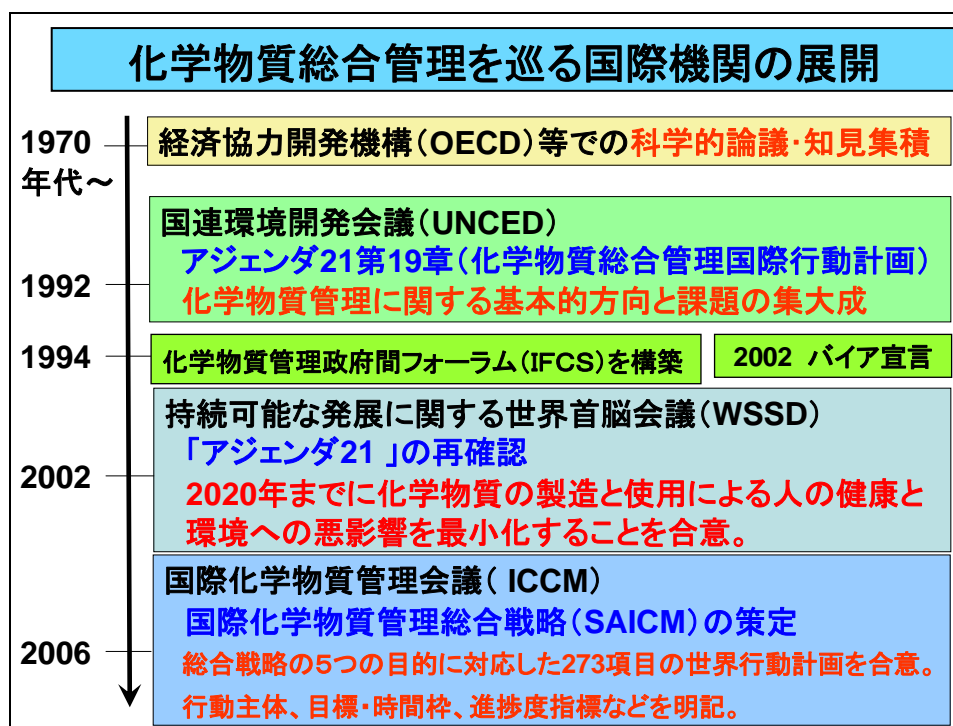 化学物質総合管理を巡る国際機関の展開
1970
年代～
経済協力開発機構（OECD）等での科学的論議・知見集積
1992
国連環境開発会議（UNCED）
アジェンダ21第19章（化学物質総合管理国際行動計画）
化学物質管理に関する基本的方向と課題の集大成
1994
化学物質管理政府間フォーラム（IFCS）を構築
2002 バイア宣言
2002
持続可能な発展に関する世界首脳会議（WSSD）
「アジェンダ21 」の再確認
2020年までに化学物質の製造と使用による人の健康と
環境への悪影響を最小化することを合意。
2006
国際化学物質管理会議（ ICCM）
国際化学物質管理総合戦略（SAICM）の策定
総合戦略の５つの目的に対応した273項目の世界行動計画を合意。
行動主体、目標・時間枠、進捗度指標などを明記。